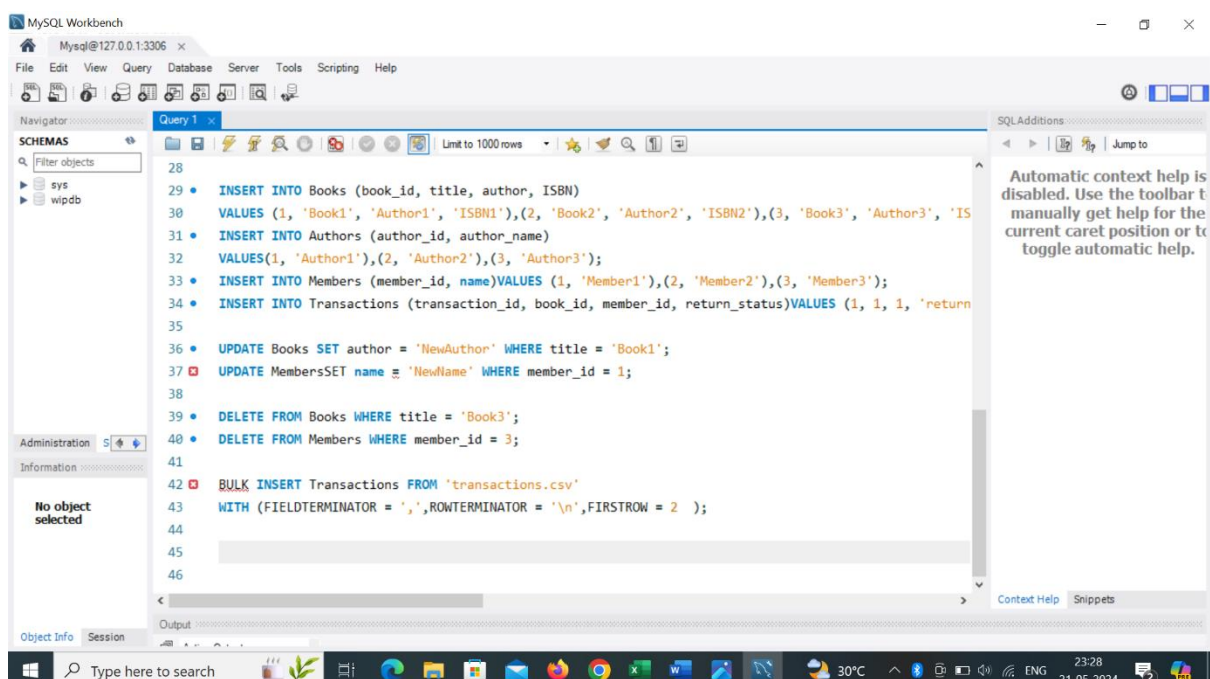 MySQL Workbench
Mysql@127.0.0.1:3306 ×
File Edit View Query Database Server Tools Scripting Help
Navigator
SCHEMAS
Filter objects
sys
wipdb
Administration S
Information
No object
selected
Object Info Session
Query 1 ×
Limit to 1000 rows
28
29 INSERT INTO Books (book_id, title, author, ISBN)
30 VALUES (1, 'Book1', 'Author1', 'ISBN1'),(2, 'Book2', 'Author2', 'ISBN2'),(3, 'Book3', 'Author3', 'IS
31 INSERT INTO Authors (author_id, author_name)
32 VALUES(1, 'Author1'),(2, 'Author2'),(3, 'Author3');
33 INSERT INTO Members (member_id, name)VALUES (1, 'Member1'),(2, 'Member2'),(3, 'Member3');
34 INSERT INTO Transactions (transaction_id, book_id, member_id, return_status)VALUES (1, 1, 1, 'return
35
36 UPDATE Books SET author = 'NewAuthor' WHERE title = 'Book1';
37 UPDATE MembersSET name = 'NewName' WHERE member_id = 1;
38
39 DELETE FROM Books WHERE title = 'Book3';
40 DELETE FROM Members WHERE member_id = 3;
41
42 BULK INSERT Transactions FROM 'transactions.csv'
43 WITH (FIELDTERMINATOR = ',',ROWTERMINATOR = '\n',FIRSTROW = 2 );
44
45
46
Output
SQLAdditions
Jump to
Automatic context help is
disabled. Use the toolbar t
manually get help for the
current caret position or to
toggle automatic help.
Context Help Snippets
Type here to search
30°C ENG 23:28
21-05-2024